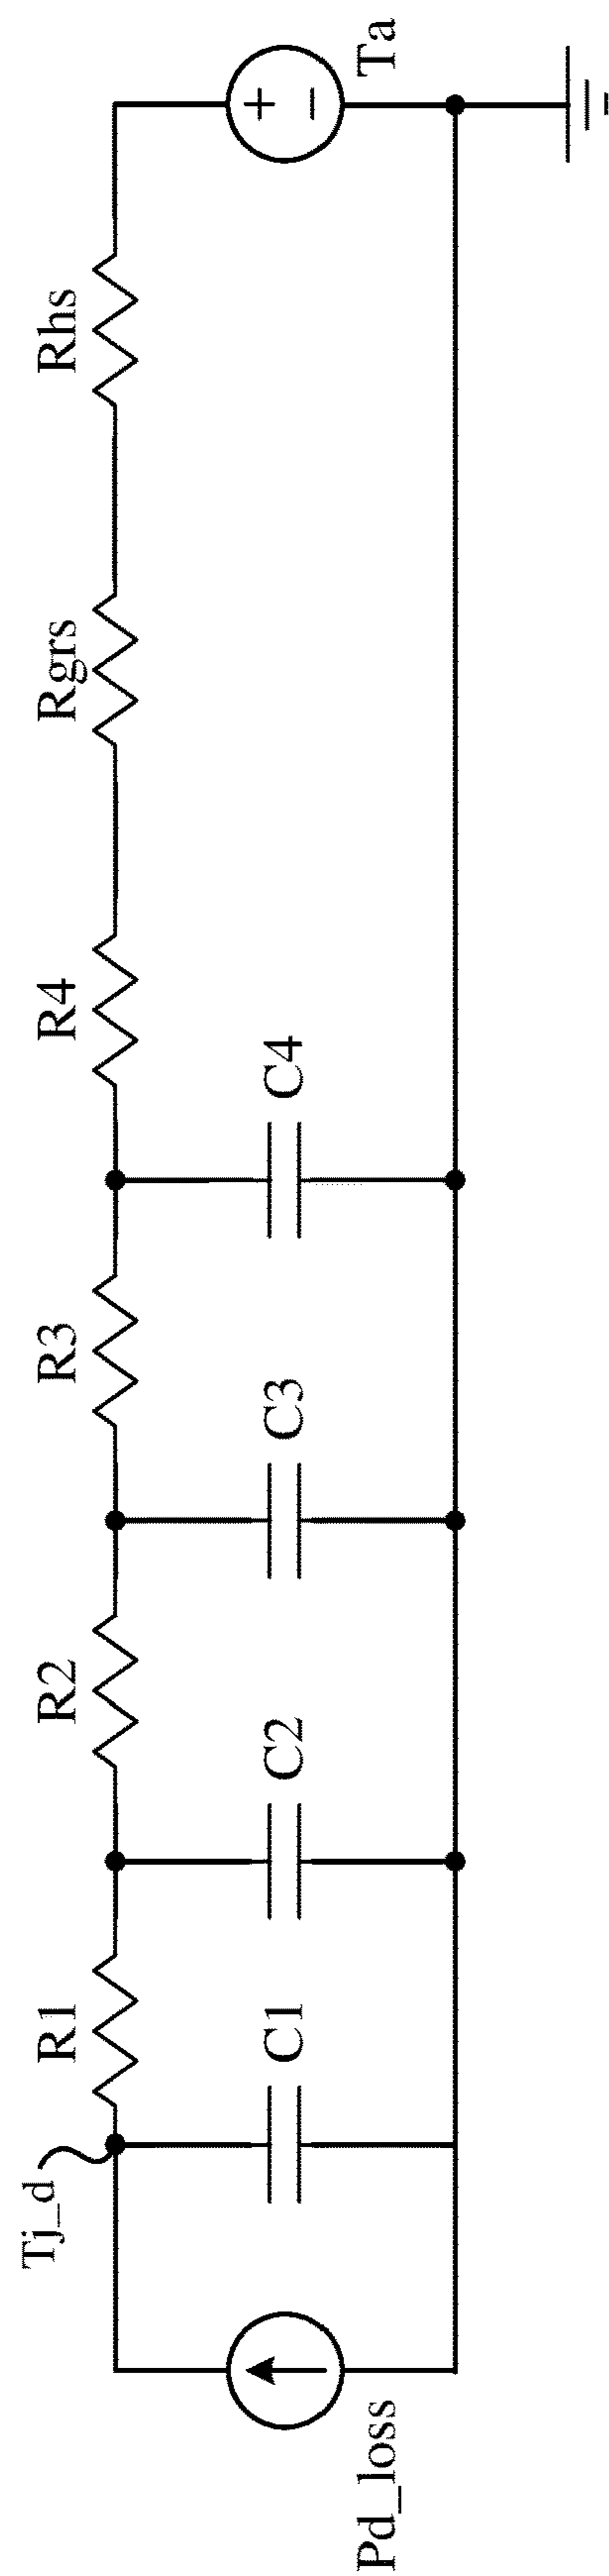 Tj_d
R1
R2
R3
R4
Rgrs
Rhs
C1
C2
C3
C4
Pd_loss
+
−
Ta